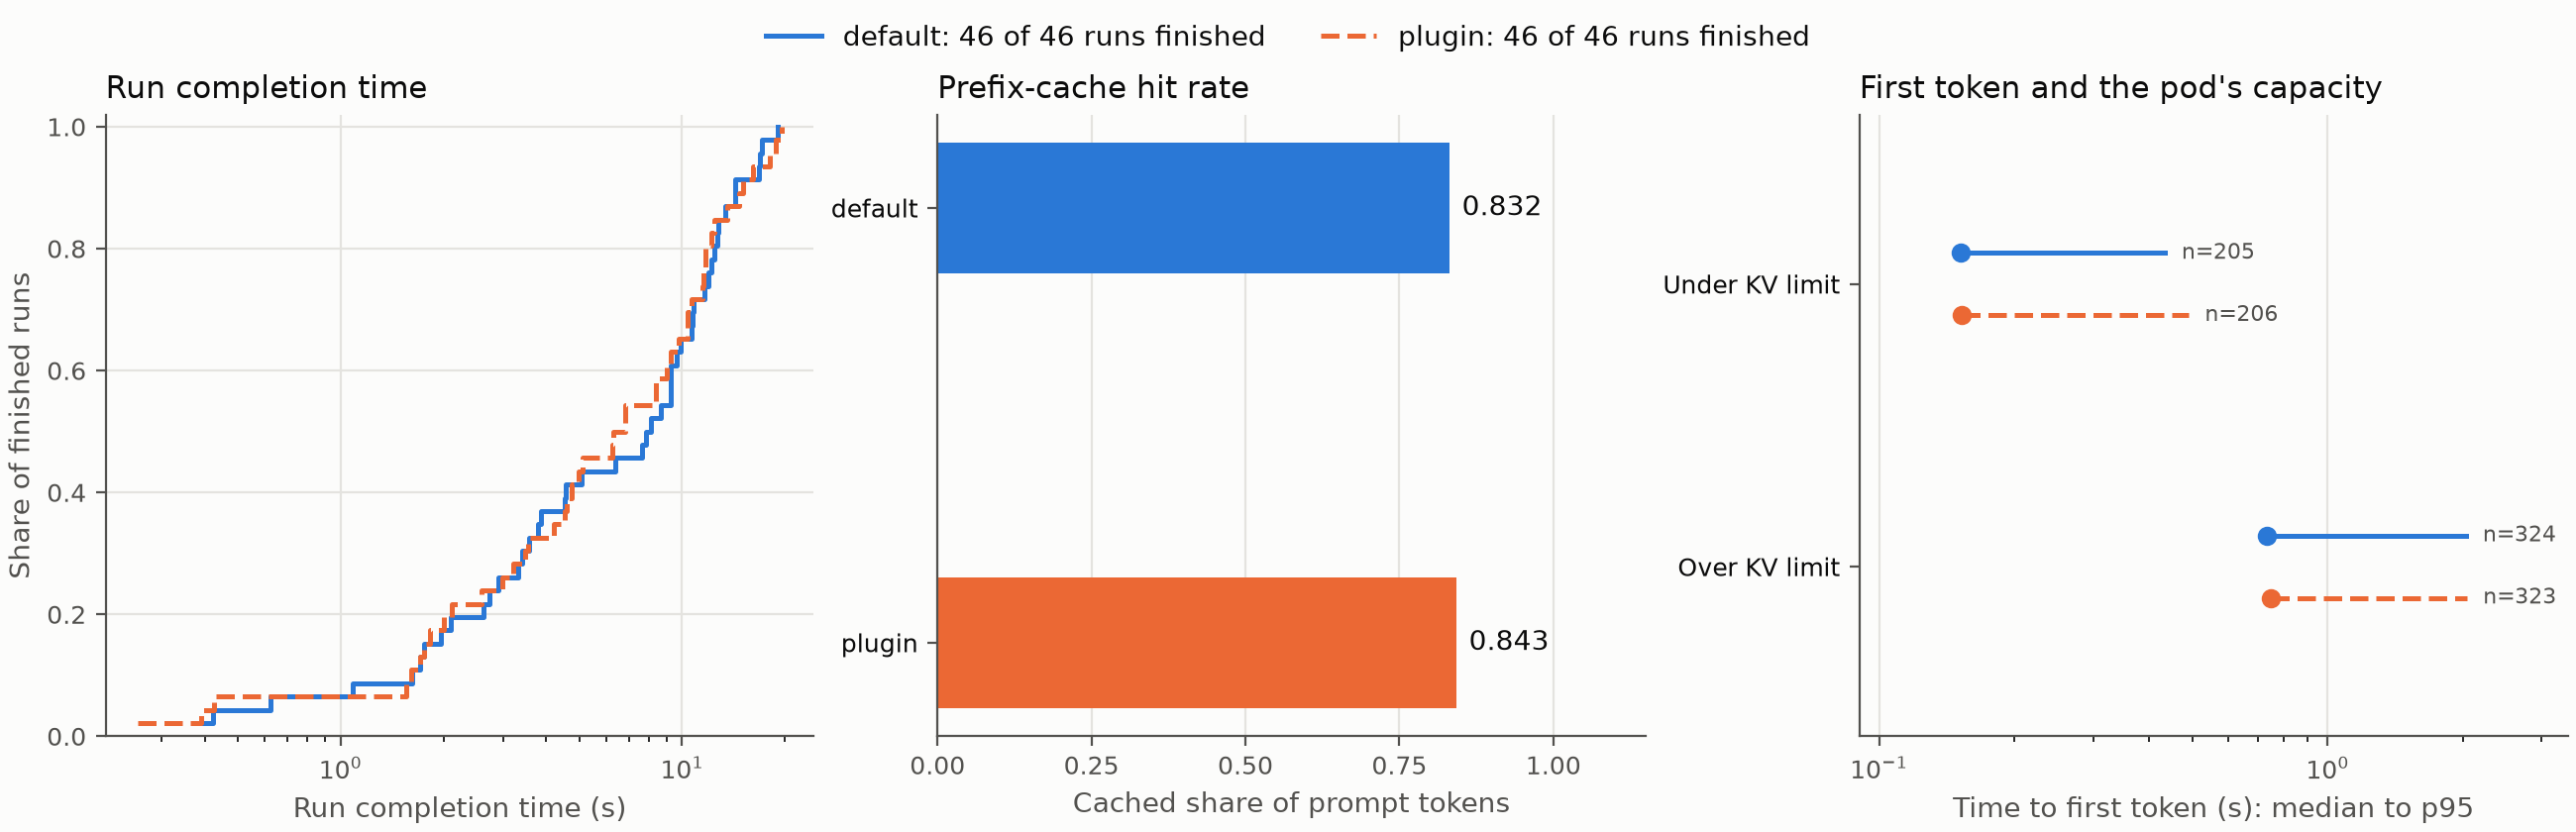 default: 46 of 46 runs finished
plugin: 46 of 46 runs finished
Run completion time
Share of finished runs
1.0
0.8
0.6
0.4
0.2
0.0
10⁰
10¹
Run completion time (s)
Prefix-cache hit rate
default
0.832
plugin
0.843
0.00
0.25
0.50
0.75
1.00
Cached share of prompt tokens
First token and the pod's capacity
Under KV limit
n=205
n=206
Over KV limit
n=324
n=323
10⁻¹
10⁰
Time to first token (s): median to p95